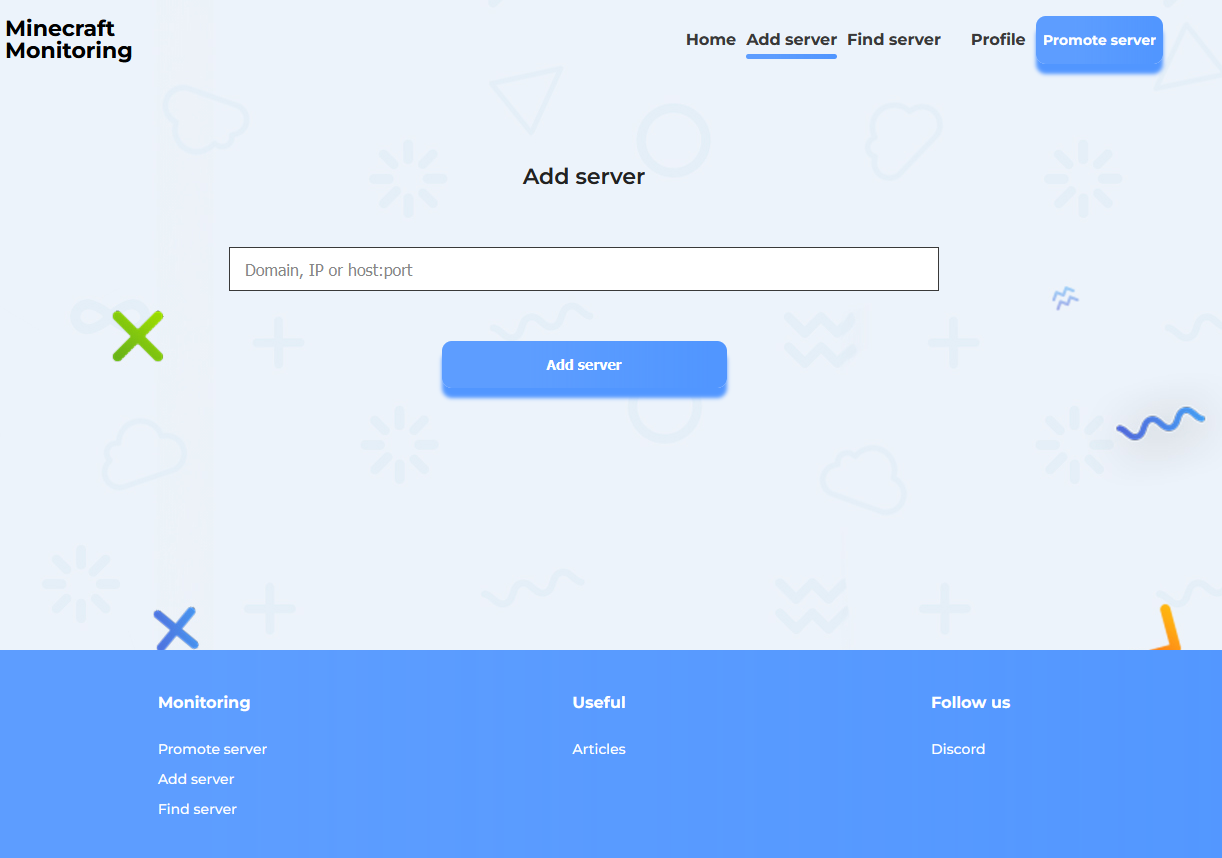 Minecraft
Monitoring
Home Add server Find server Profile Promote server
Add server
Domain, IP or host:port
Add server
Monitoring
Promote server
Add server
Find server
Useful
Articles
Follow us
Discord